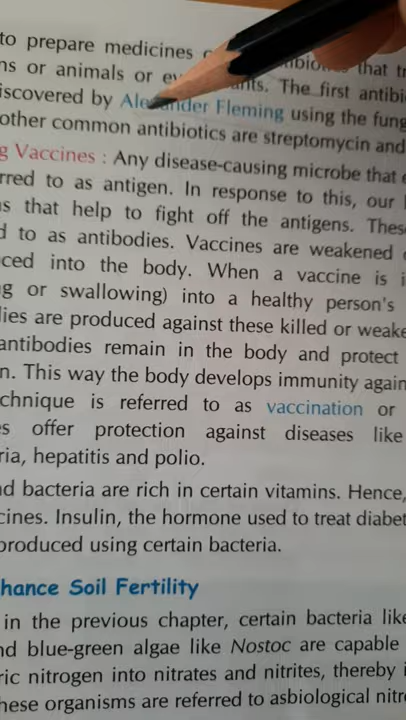 to prepare medicines that
ns or animals or The first
iscovered by Alexander Fleming using the fung
other common antibiotics are streptomycin and
g Vaccines : Any disease-causing microbe that
rred to as antigen. In response to this, our
s that help to fight off the antigens. Thes
d to as antibodies. Vaccines are weakened
ced into the body. When a vaccine is i
g or swallowing) into a healthy person's
lies are produced against these killed or weake
antibodies remain in the body and protect
n. This way the body develops immunity again
chnique is referred to as vaccination or
es offer protection against diseases like
ria, hepatitis and polio.
nd bacteria are rich in certain vitamins. Hence,
cines. Insulin, the hormone used to treat diabet
produced using certain bacteria.
hance Soil Fertility
in the previous chapter, certain bacteria like
nd blue-green algae like Nostoc are capable
ric nitrogen into nitrates and nitrites, thereby i
hese organisms are referred to asbiological nitro